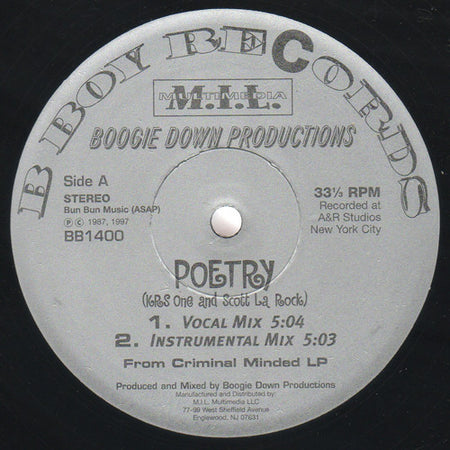 B BOY RECORDS
MULTIMEDIA
M.I.L.
BOOGIE DOWN PRODUCTIONS
Side A
STEREO
Bun Bun Music (ASAP)
℗ © 1987, 1997
BB1400
33⅓ RPM
Recorded at
A&R Studios
New York City
POETRY
(KRS One and Scott La Rock)
1. VOCAL MIX 5:04
2. INSTRUMENTAL MIX 5:03
From Criminal Minded LP
Produced and Mixed by Boogie Down Productions
Manufactured and Distributed by:
M.I.L. Multimedia LLC
77-99 West Sheffield Avenue
Englewood, NJ 07631